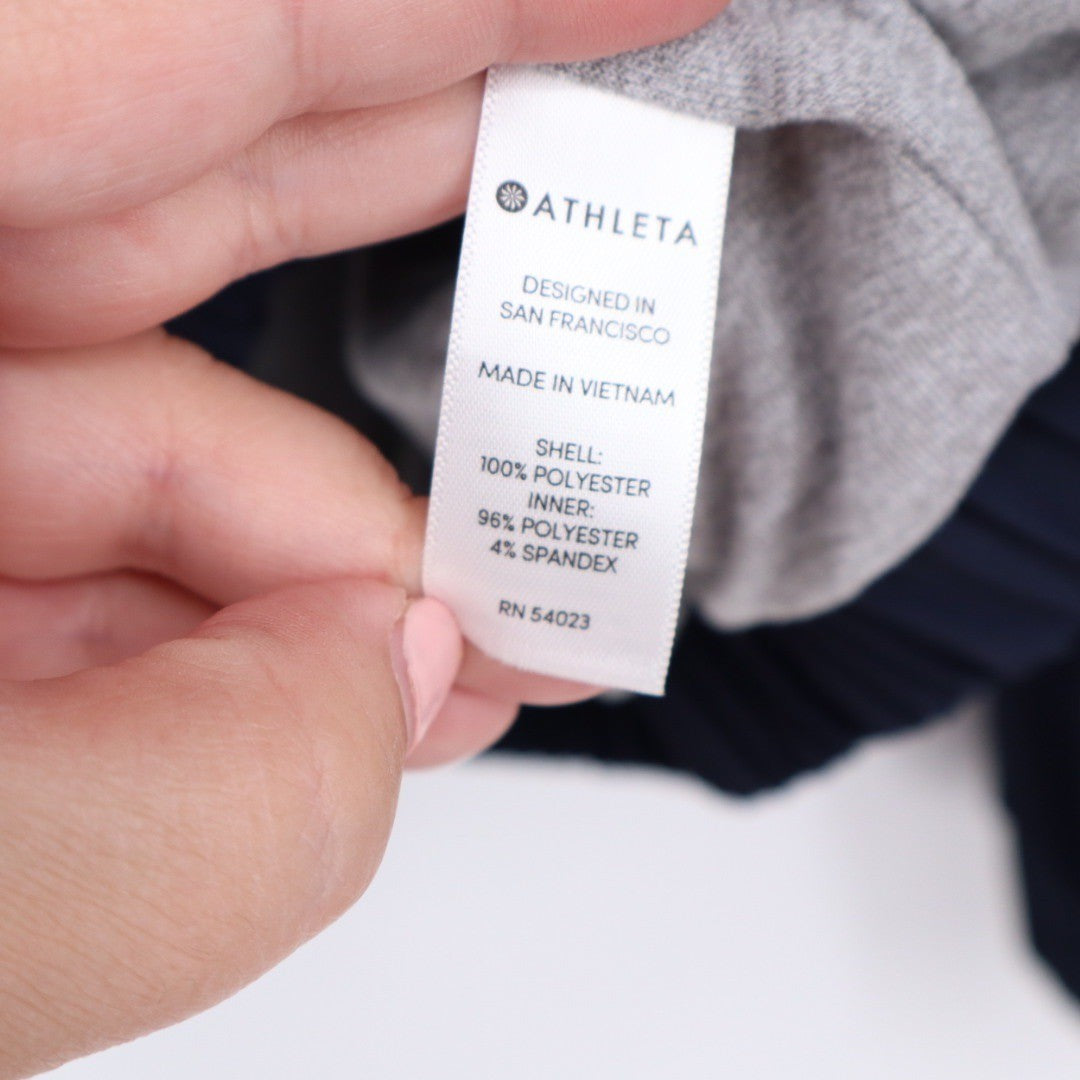 ATHLETA
DESIGNED IN
SAN FRANCISCO
MADE IN VIETNAM
SHELL:
100% POLYESTER
INNER:
96% POLYESTER
4% SPANDEX
RN 54023